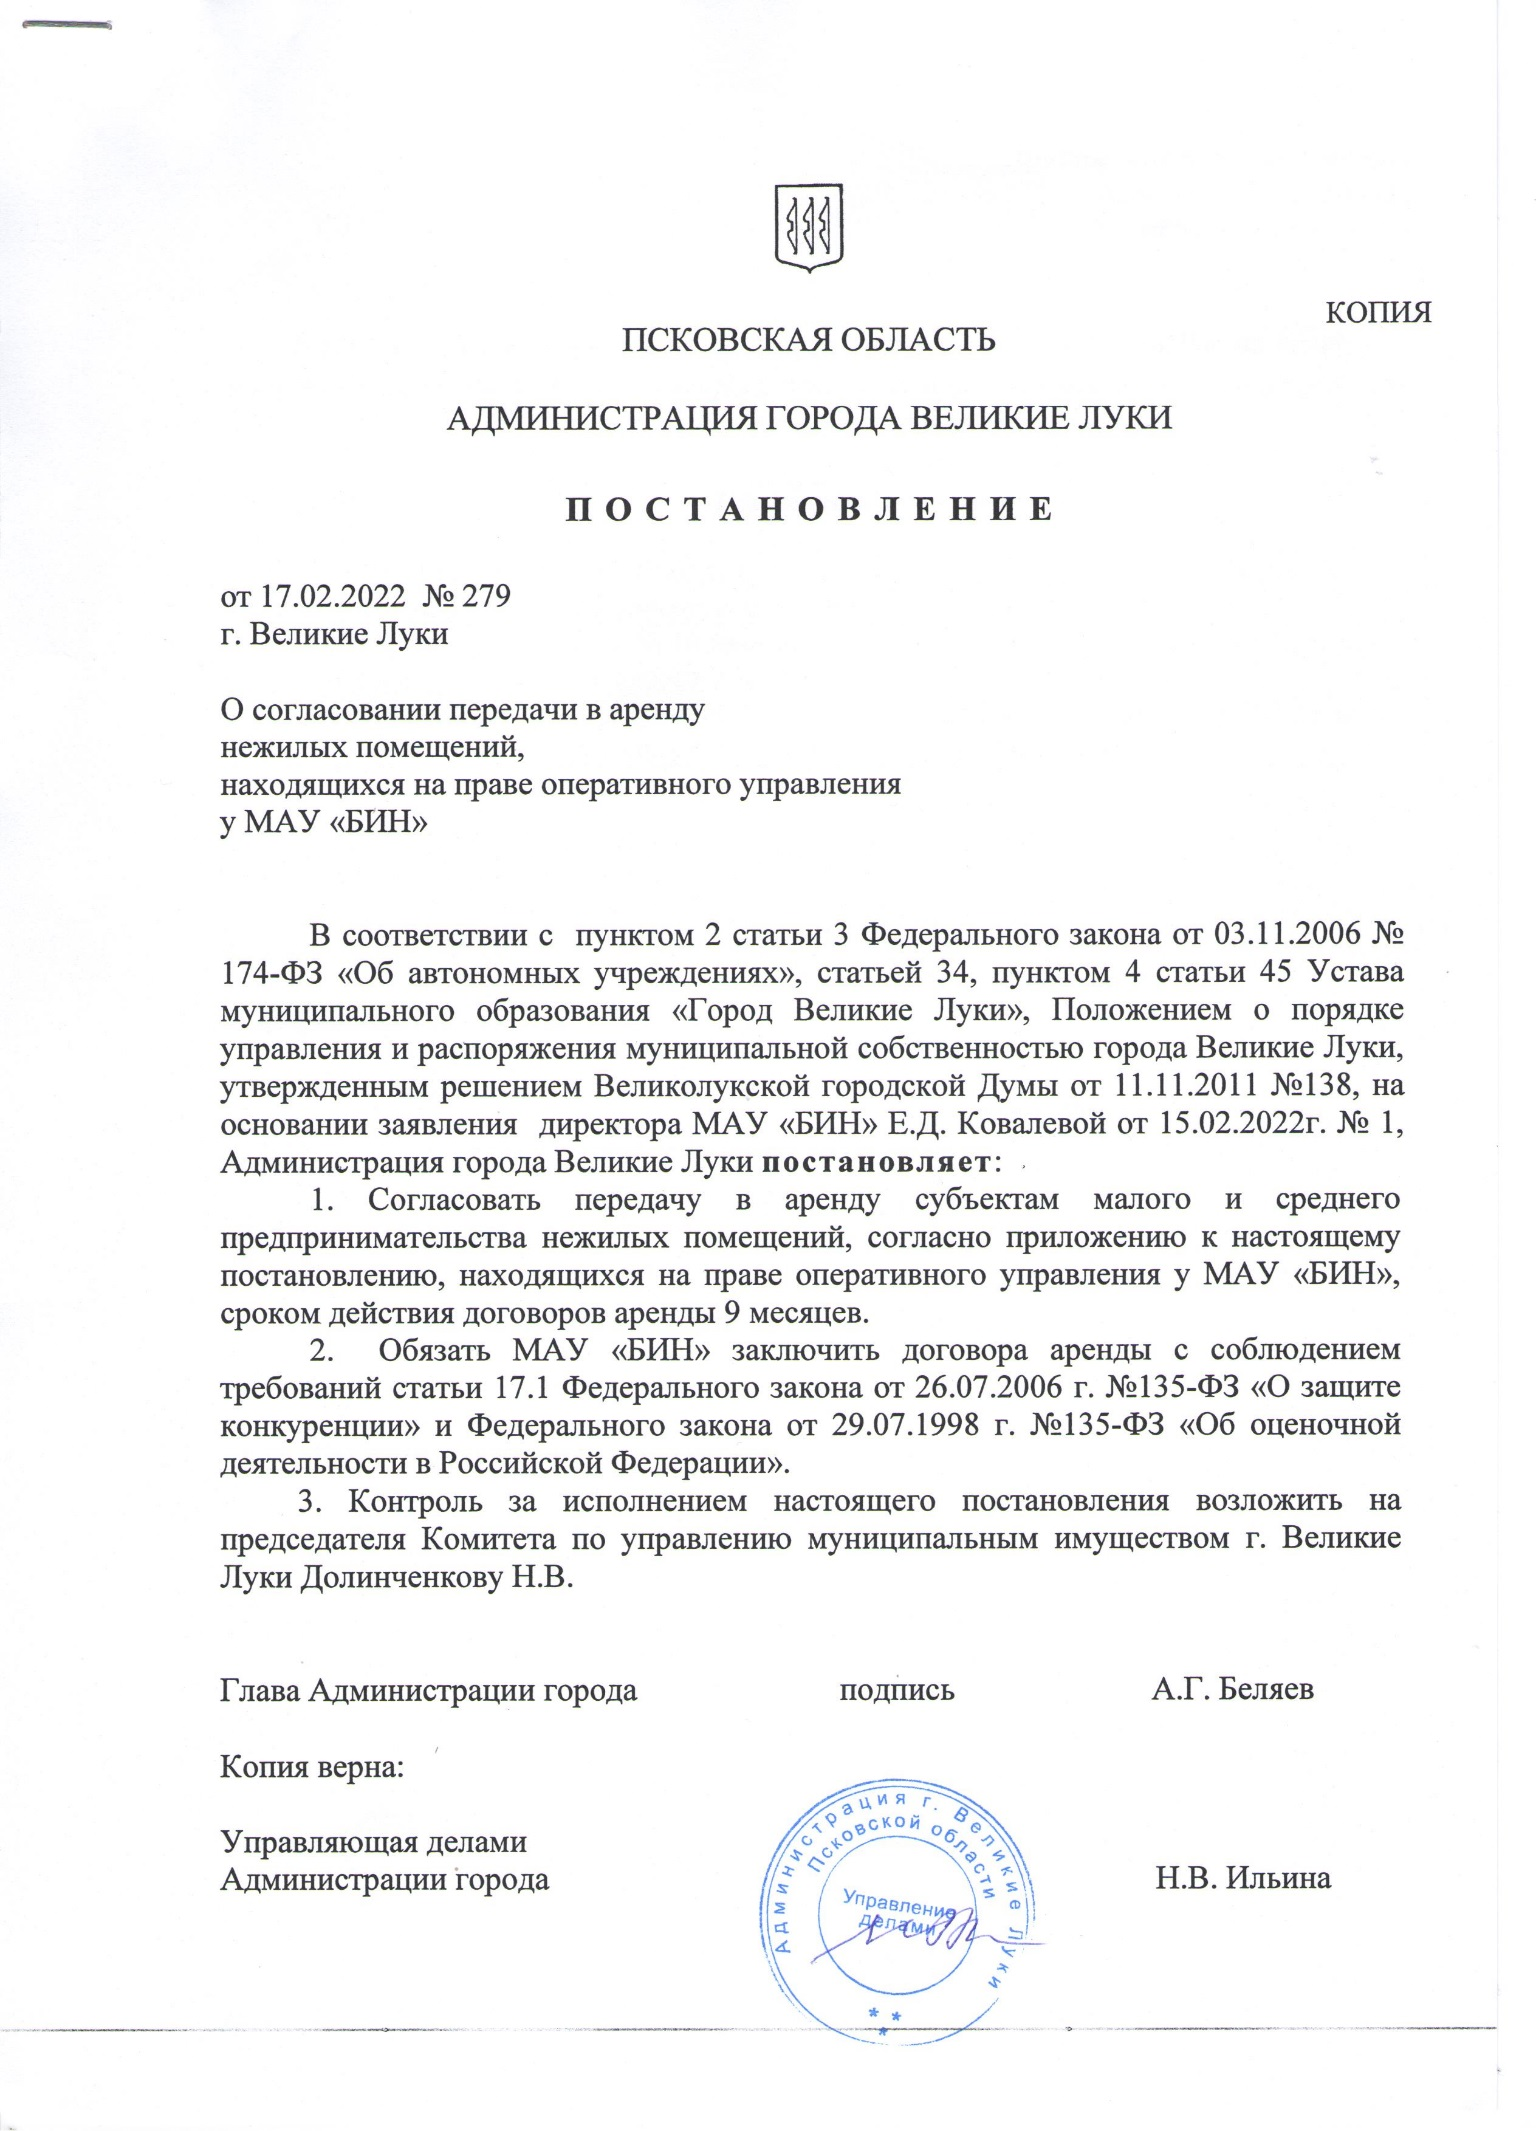 КОПИЯ
ПСКОВСКАЯ ОБЛАСТЬ
АДМИНИСТРАЦИЯ ГОРОДА ВЕЛИКИЕ ЛУКИ
П О С Т А Н О В Л Е Н И Е
от 17.02.2022 № 279
г. Великие Луки
О согласовании передачи в аренду
нежилых помещений,
находящихся на праве оперативного управления
у МАУ «БИН»
В соответствии с пунктом 2 статьи 3 Федерального закона от 03.11.2006 №
174-ФЗ «Об автономных учреждениях», статьей 34, пунктом 4 статьи 45 Устава
муниципального образования «Город Великие Луки», Положением о порядке
управления и распоряжения муниципальной собственностью города Великие Луки,
утвержденным решением Великолукской городской Думы от 11.11.2011 №138, на
основании заявления директора МАУ «БИН» Е.Д. Ковалевой от 15.02.2022г. № 1,
Администрация города Великие Луки постановляет:
1. Согласовать передачу в аренду субъектам малого и среднего
предпринимательства нежилых помещений, согласно приложению к настоящему
постановлению, находящихся на праве оперативного управления у МАУ «БИН»,
сроком действия договоров аренды 9 месяцев.
2. Обязать МАУ «БИН» заключить договора аренды с соблюдением
требований статьи 17.1 Федерального закона от 26.07.2006 г. №135-ФЗ «О защите
конкуренции» и Федерального закона от 29.07.1998 г. №135-ФЗ «Об оценочной
деятельности в Российской Федерации».
3. Контроль за исполнением настоящего постановления возложить на
председателя Комитета по управлению муниципальным имуществом г. Великие
Луки Долинченкову Н.В.
Глава Администрации города подпись А.Г. Беляев
Копия верна:
Управляющая делами
Администрации города Н.В. Ильина
Администрация г. Великие Луки
Псковской области
Управление
делами
* *
*